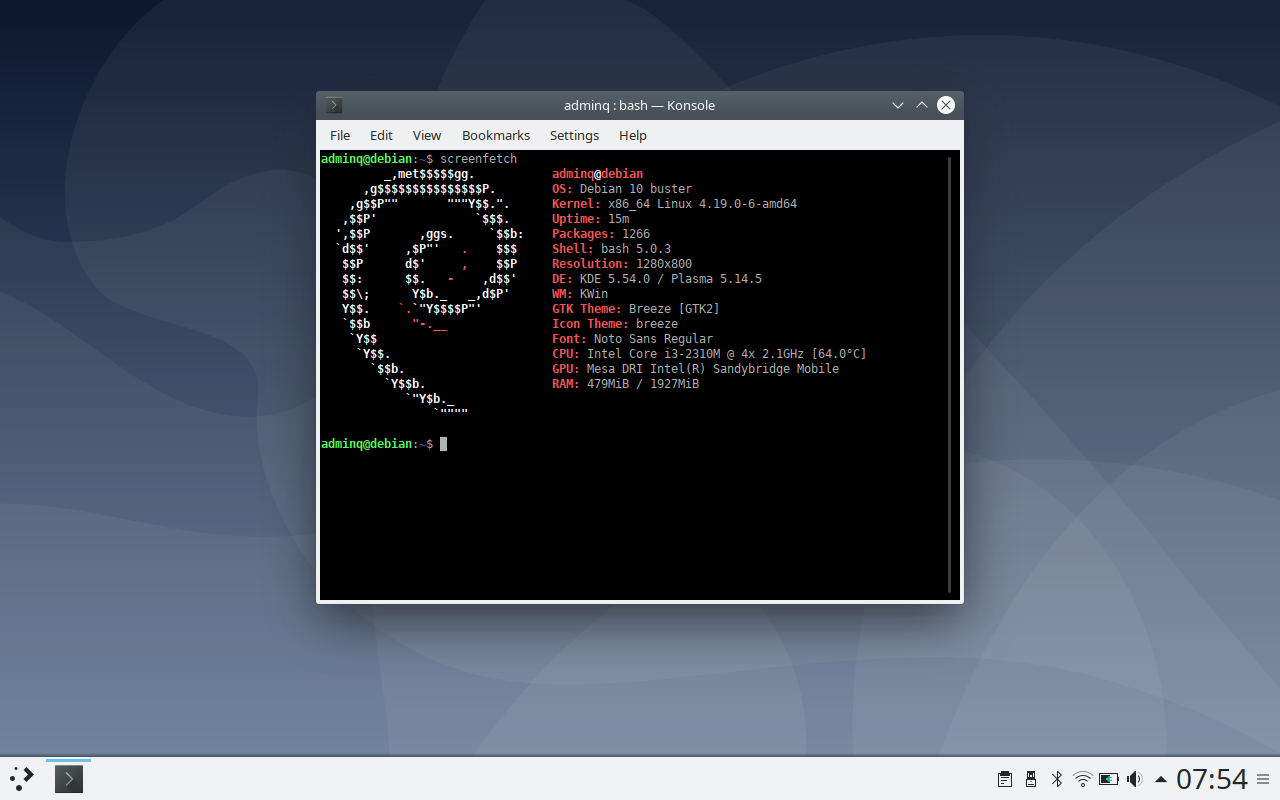 adminq : bash — Konsole
File Edit View Bookmarks Settings Help
adminq@debian:~$ screenfetch
         _,met$$$$$gg.           adminq@debian
      ,g$$$$$$$$$$$$$$$P.        OS: Debian 10 buster
    ,g$$P""       """Y$$.".      Kernel: x86_64 Linux 4.19.0-6-amd64
   ,$$P'              `$$$.      Uptime: 15m
  ',$$P       ,ggs.     `$$b:    Packages: 1266
  `d$$'     ,$P"'   .    $$$     Shell: bash 5.0.3
   $$P      d$'     ,    $$P     Resolution: 1280x800
   $$:      $$.   -    ,d$$'     DE: KDE 5.54.0 / Plasma 5.14.5
   $$\;      Y$b._   _,d$P'      WM: KWin
   Y$$.    `.`"Y$$$$P"'          GTK Theme: Breeze [GTK2]
   `$$b      "-.__               Icon Theme: breeze
    `Y$$                         Font: Noto Sans Regular
     `Y$$.                       CPU: Intel Core i3-2310M @ 4x 2.1GHz [64.0°C]
       `$$b.                     GPU: Mesa DRI Intel(R) Sandybridge Mobile
         `Y$$b.                  RAM: 479MiB / 1927MiB
            `"Y$b._
                `""""
adminq@debian:~$
07:54